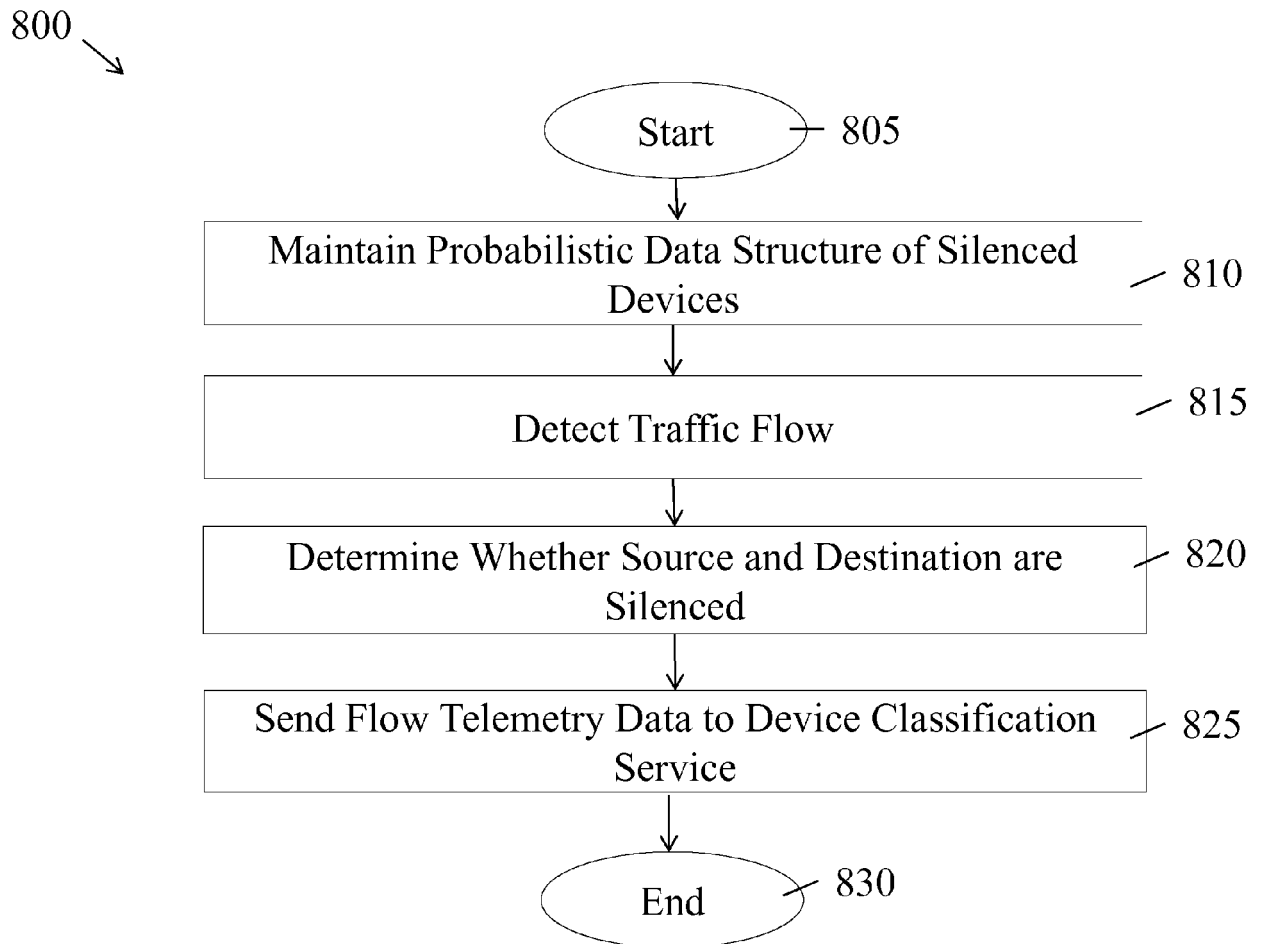 800
Start
805
Maintain Probabilistic Data Structure of Silenced
Devices
810
Detect Traffic Flow
815
Determine Whether Source and Destination are
Silenced
820
Send Flow Telemetry Data to Device Classification
Service
825
End
830